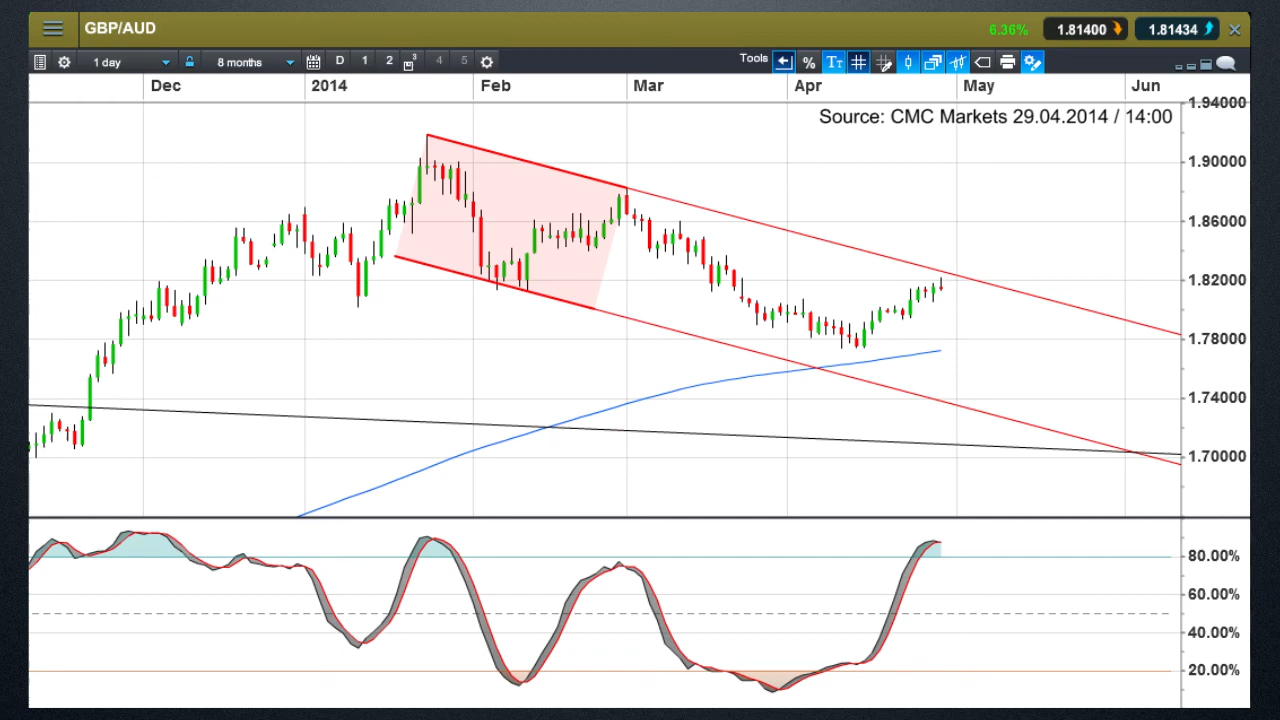 GBP/AUD 6.36% 1.81400 1.81434
1 day 8 months D 1 2 3 4 5 Tools % TT
Dec 2014 Feb Mar Apr May Jun
1.94000
Source: CMC Markets 29.04.2014 / 14:00
1.90000
1.86000
1.82000
1.78000
1.74000
1.70000
80.00%
60.00%
40.00%
20.00%